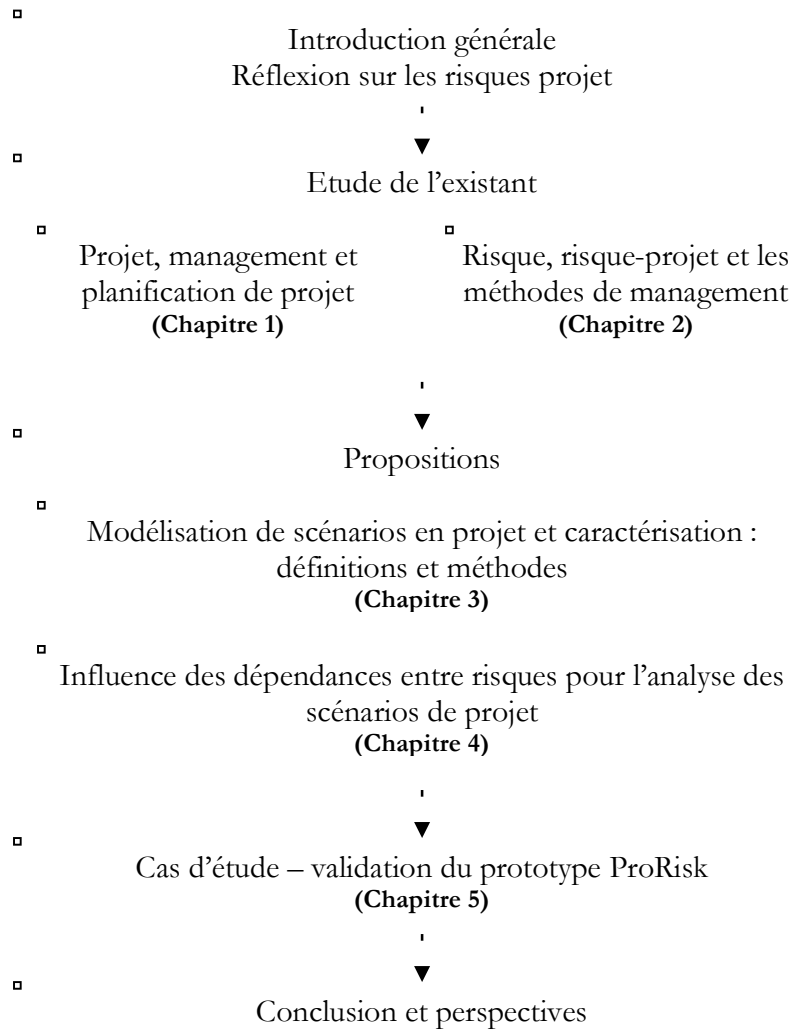 Introduction générale
Réflexion sur les risques projet
Etude de l’existant
Projet, management et
planification de projet
(Chapitre 1)
Risque, risque-projet et les
méthodes de management
(Chapitre 2)
Propositions
Modélisation de scénarios en projet et caractérisation :
définitions et méthodes
(Chapitre 3)
Influence des dépendances entre risques pour l’analyse des
scénarios de projet
(Chapitre 4)
Cas d’étude – validation du prototype ProRisk
(Chapitre 5)
Conclusion et perspectives